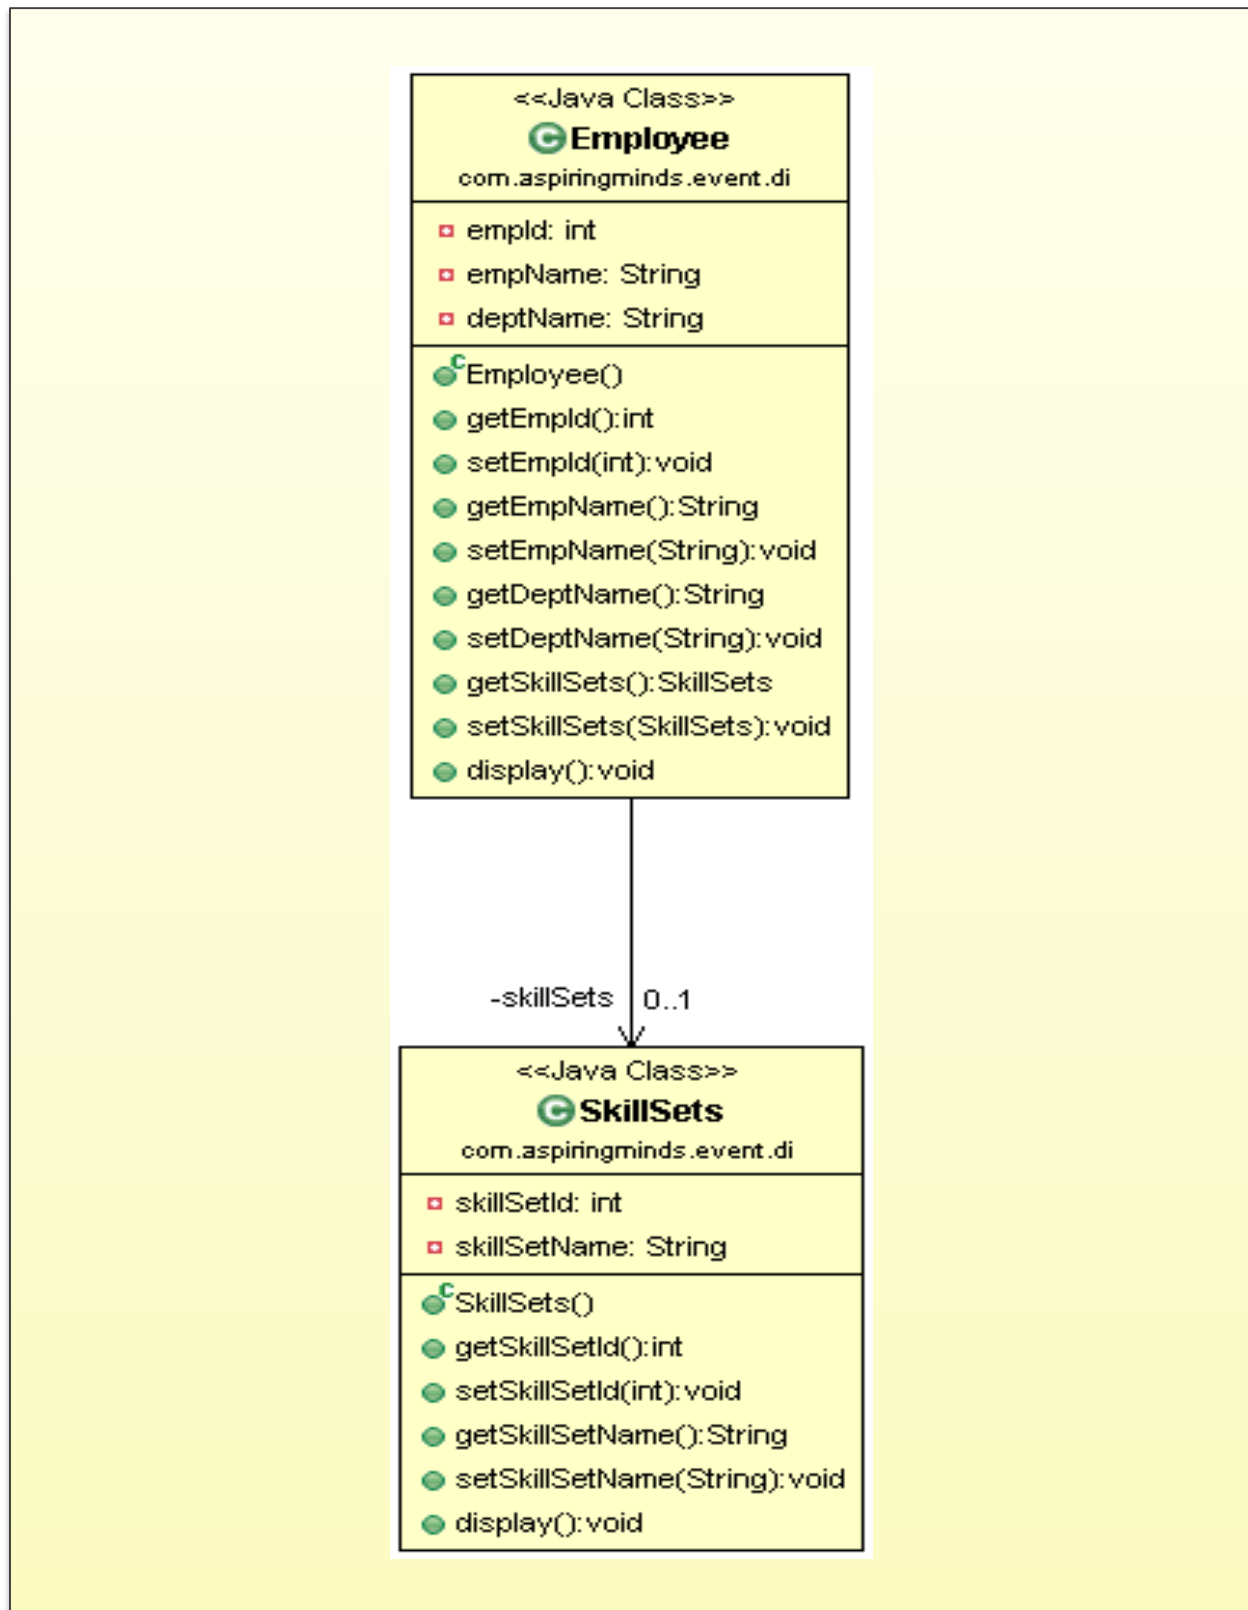 <<Java Class>>
Employee
com.aspiringminds.event.di
empId: int
empName: String
deptName: String
Employee()
getEmpId():int
setEmpId(int):void
getEmpName():String
setEmpName(String):void
getDeptName():String
setDeptName(String):void
getSkillSets():SkillSets
setSkillSets(SkillSets):void
display():void
-skillSets 0..1
<<Java Class>>
SkillSets
com.aspiringminds.event.di
skillSetId: int
skillSetName: String
SkillSets()
getSkillSetId():int
setSkillSetId(int):void
getSkillSetName():String
setSkillSetName(String):void
display():void